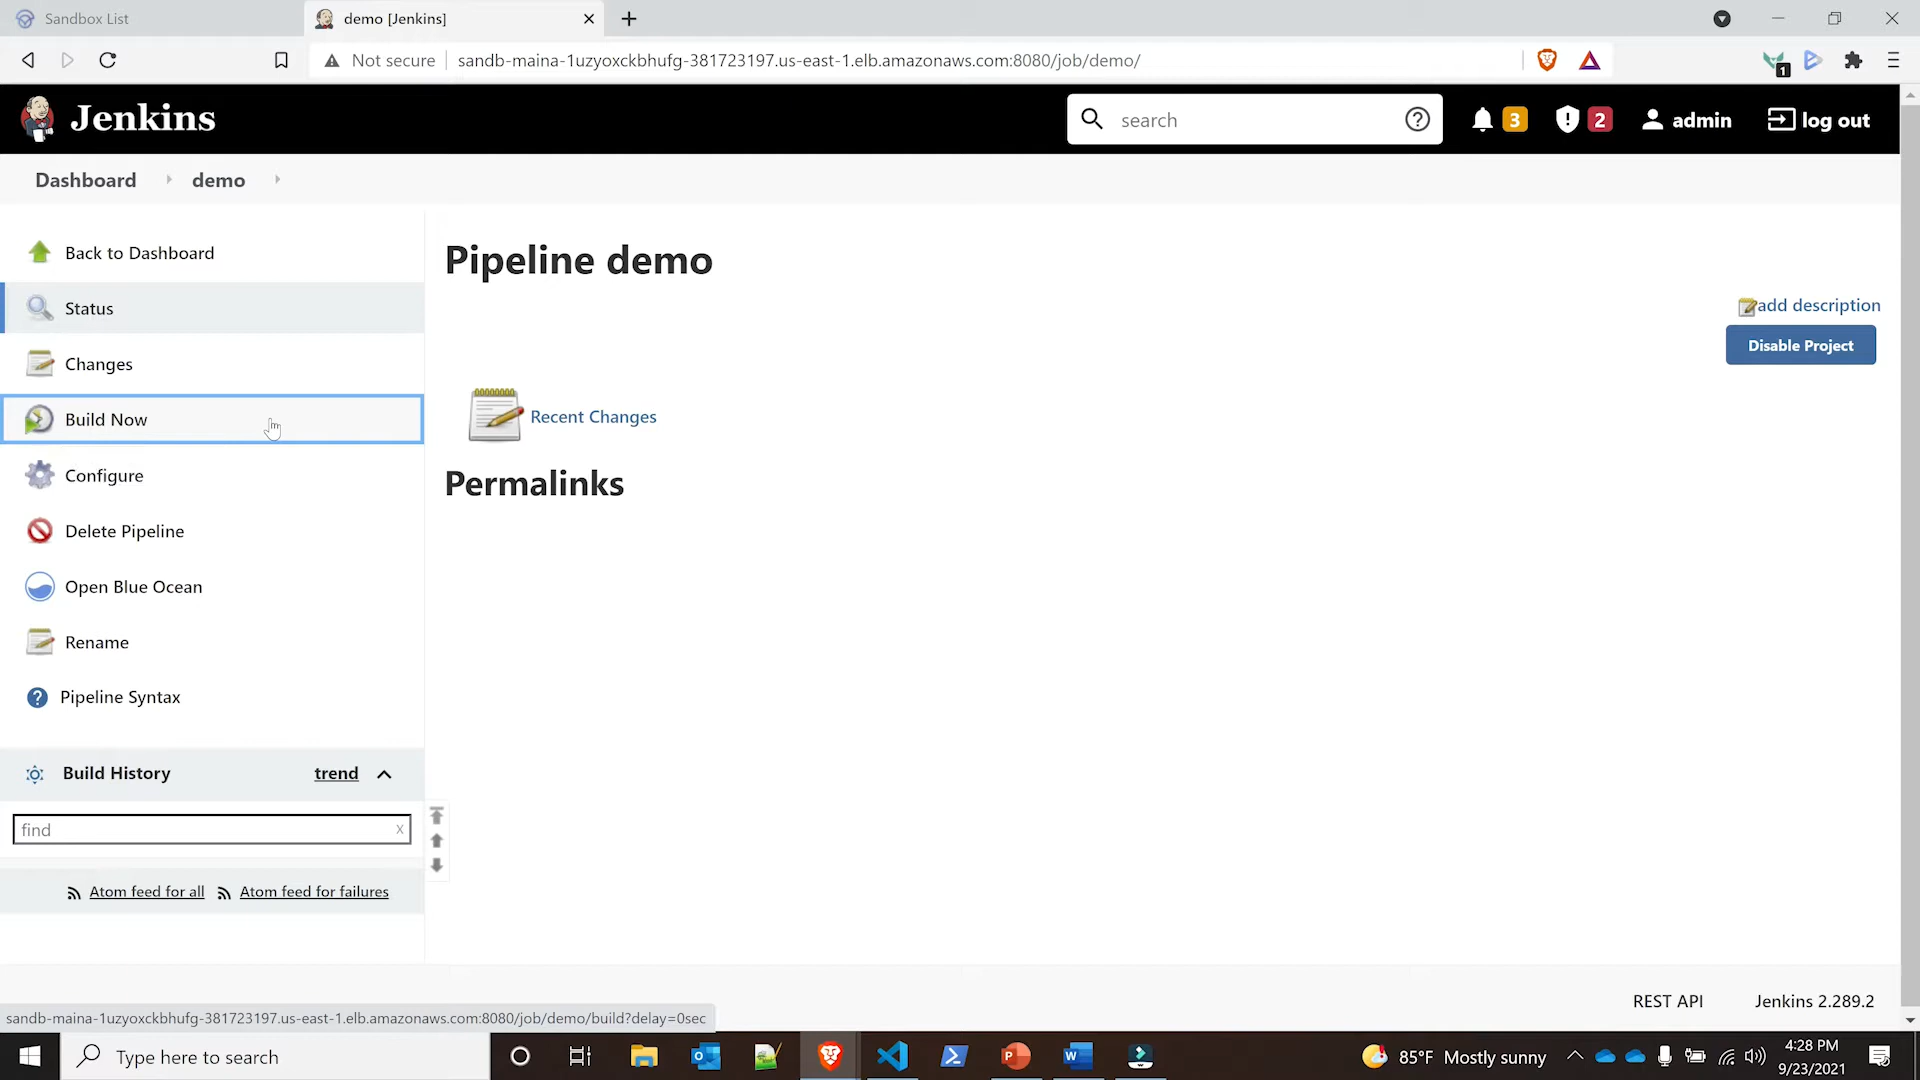 Sandbox List
demo [Jenkins]
Not secure
sandb-maina-1uzyoxckbhufg-381723197.us-east-1.elb.amazonaws.com:8080/job/demo/
1
Jenkins
search
3
2
admin
log out
Dashboard
demo
Back to Dashboard
Status
Changes
Build Now
Configure
Delete Pipeline
Open Blue Ocean
Rename
Pipeline Syntax
Build History
trend
find
x
Atom feed for all
Atom feed for failures
Pipeline demo
add description
Disable Project
Recent Changes
Permalinks
REST API
Jenkins 2.289.2
sandb-maina-1uzyoxckbhufg-381723197.us-east-1.elb.amazonaws.com:8080/job/demo/build?delay=0sec
Type here to search
85°F Mostly sunny
4:28 PM
9/23/2021